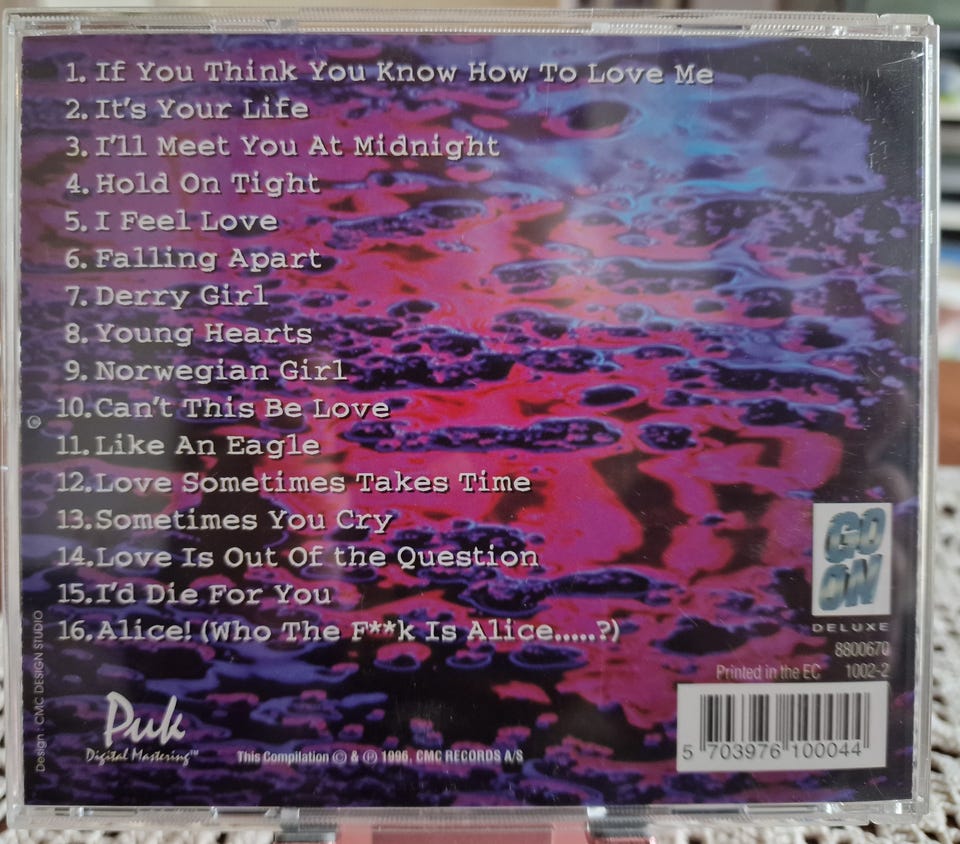 1. If You Think You Know How To Love Me
2. It's Your Life
3. I'll Meet You At Midnight
4. Hold On Tight
5. I Feel Love
6. Falling Apart
7. Derry Girl
8. Young Hearts
9. Norwegian Girl
10. Can't This Be Love
11. Like An Eagle
12. Love Sometimes Takes Time
13. Sometimes You Cry
14. Love Is Out Of the Question
15. I'd Die For You
16. Alice! (Who The F**k Is Alice.....?)
©
Design : CMC DESIGN STUDIO
Puk
Digital Mastering™
This Compilation © & ℗ 1996, CMC RECORDS A/S
GO
ON
DELUXE
8800670
Printed in the EC 1002-2
5 703976 100044